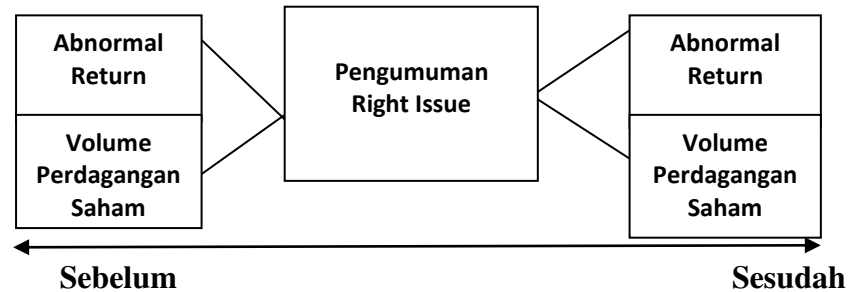 Abnormal
Return
Volume
Perdagangan
Saham
Pengumuman
Right Issue
Abnormal
Return
Volume
Perdagangan
Saham
Sebelum
Sesudah